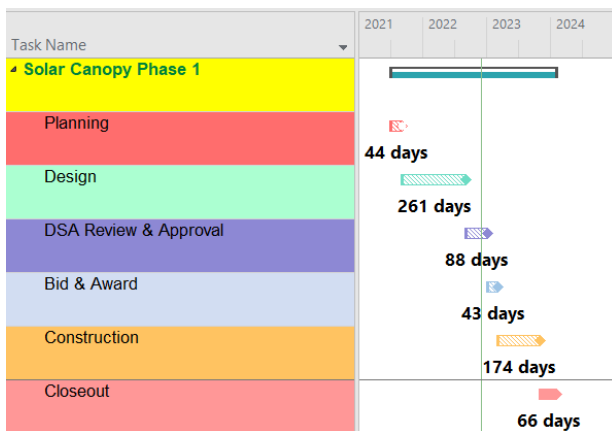 2021 2022 2023 2024
Task Name
Solar Canopy Phase 1
Planning
44 days
Design
261 days
DSA Review & Approval
88 days
Bid & Award
43 days
Construction
174 days
Closeout
66 days